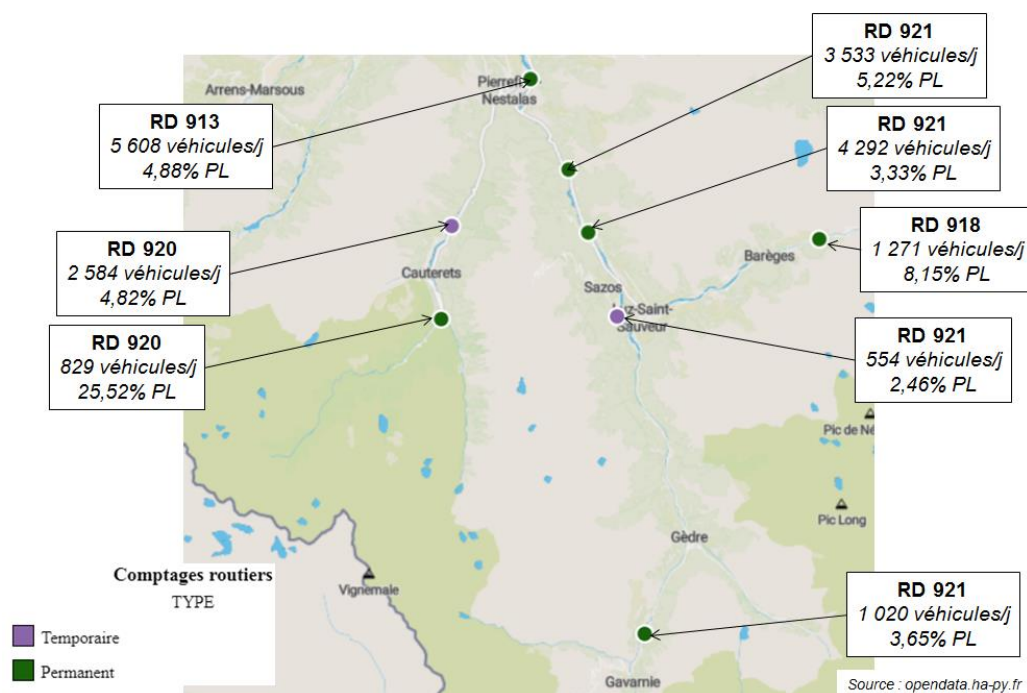 RD 921
3 533 véhicules/j
5,22% PL
Arrens-Marsous
Pierrefi
Nestalas
RD 913
5 608 véhicules/j
4,88% PL
RD 921
4 292 véhicules/j
3,33% PL
RD 920
2 584 véhicules/j
4,82% PL
Cauterets
Barèges
RD 918
1 271 véhicules/j
8,15% PL
Sazos
uz-Saint-
Sauveur
RD 920
829 véhicules/j
25,52% PL
RD 921
554 véhicules/j
2,46% PL
Pic de Né
Pic Long
Gèdre
Comptages routiers
TYPE
Vignemale
Temporaire
Permanent
RD 921
1 020 véhicules/j
3,65% PL
Gavarnie
Source : opendata.ha-py.fr